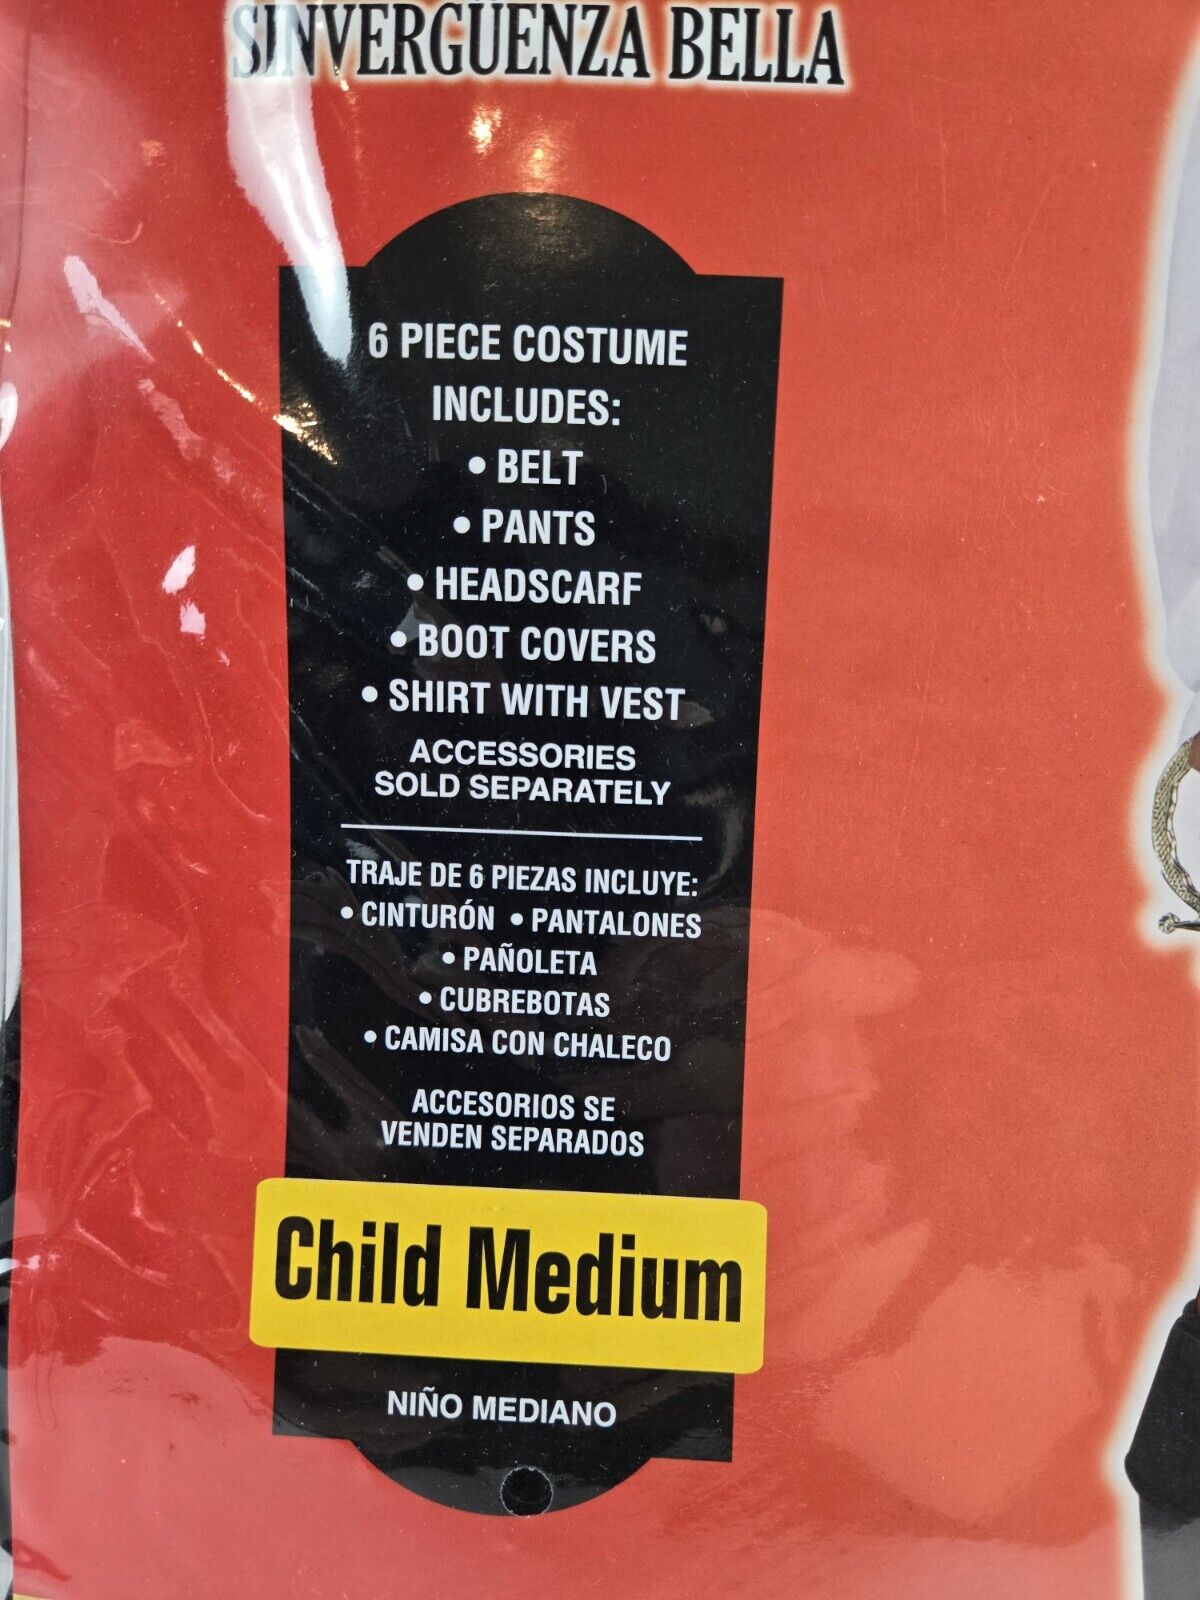 SINVERGÜENZA BELLA
6 PIECE COSTUME
INCLUDES:
• BELT
• PANTS
• HEADSCARF
• BOOT COVERS
• SHIRT WITH VEST
ACCESSORIES
SOLD SEPARATELY
TRAJE DE 6 PIEZAS INCLUYE:
• CINTURÓN • PANTALONES
• PAÑOLETA
• CUBREBOTAS
• CAMISA CON CHALECO
ACCESORIOS SE
VENDEN SEPARADOS
Child Medium
NIÑO MEDIANO